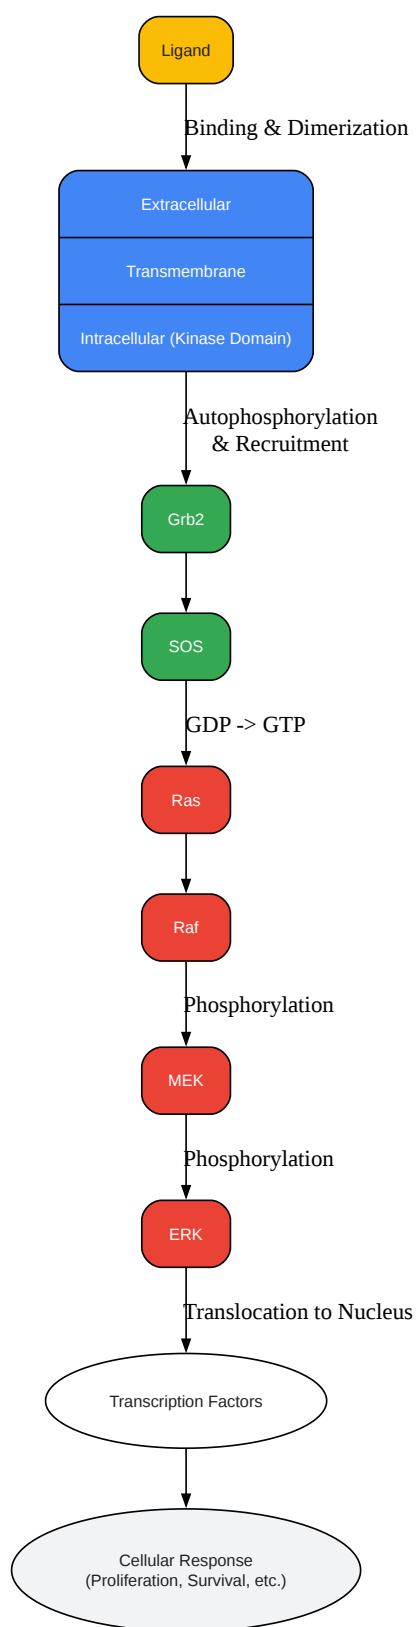 Ligand
Binding & Dimerization
Extracellular
Transmembrane
Intracellular (Kinase Domain)
Autophosphorylation
& Recruitment
Grb2
SOS
GDP -> GTP
Ras
Raf
Phosphorylation
MEK
Phosphorylation
ERK
Translocation to Nucleus
Transcription Factors
Cellular Response
(Proliferation, Survival, etc.)